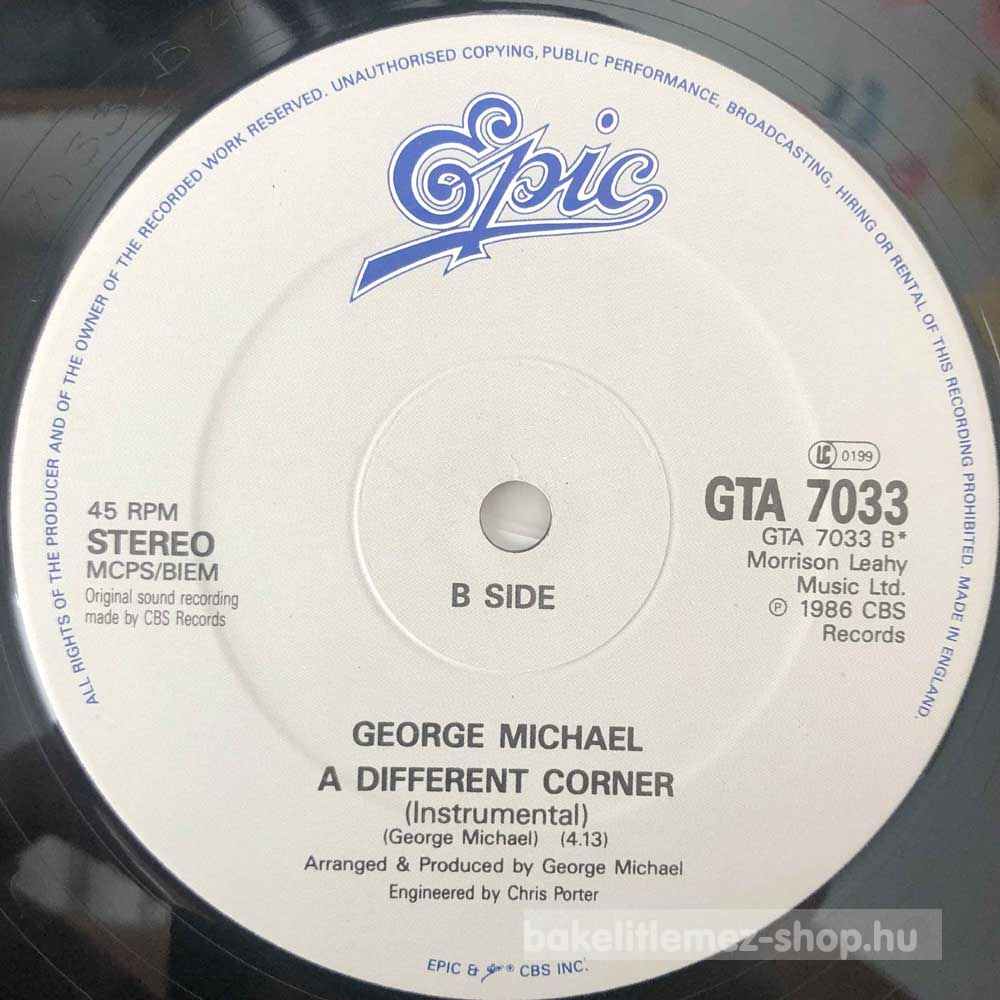 ALL RIGHTS OF THE PRODUCER AND OF THE OWNER OF THE RECORDED WORK RESERVED. UNAUTHORISED COPYING, PUBLIC PERFORMANCE, BROADCASTING, HIRING OR RENTAL OF THIS RECORDING PROHIBITED. MADE IN ENGLAND.
Epic
LC 0199
45 RPM
STEREO
MCPS/BIEM
Original sound recording
made by CBS Records
GTA 7033
GTA 7033 B*
Morrison Leahy
Music Ltd.
℗ 1986 CBS
Records
B SIDE
GEORGE MICHAEL
A DIFFERENT CORNER
(Instrumental)
(George Michael) (4.13)
Arranged & Produced by George Michael
Engineered by Chris Porter
bakelitlemez-shop.hu
EPIC & Epic ® CBS INC.